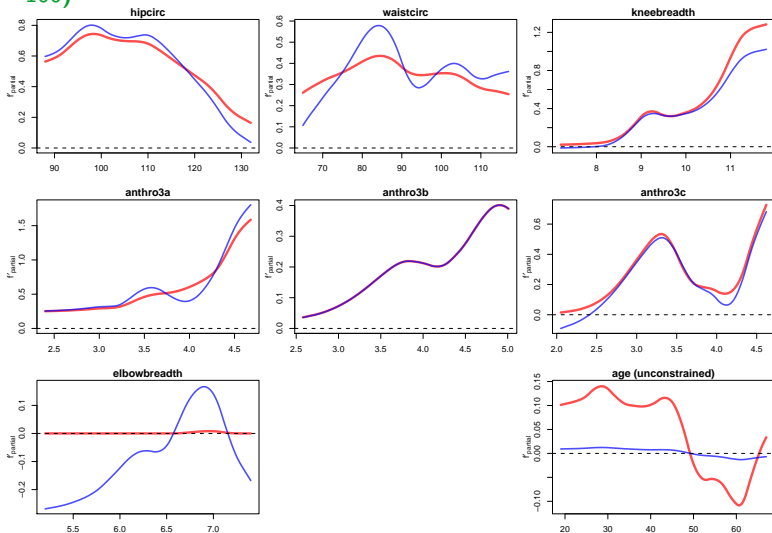 100)
hipcirc
f'partial
0.0 0.2 0.4 0.6 0.8
90 100 110 120 130
waistcirc
f'partial
0.0 0.1 0.2 0.3 0.4 0.5 0.6
70 80 90 100 110
kneebreadth
f'partial
0.0 0.4 0.8 1.2
8 9 10 11
anthro3a
f'partial
0.0 0.5 1.0 1.5
2.5 3.0 3.5 4.0 4.5
anthro3b
f'partial
0.0 0.1 0.2 0.3 0.4
2.5 3.0 3.5 4.0 4.5 5.0
anthro3c
f'partial
0.0 0.2 0.4 0.6
2.0 2.5 3.0 3.5 4.0 4.5
elbowbreadth
f'partial
-0.2 -0.1 0.0 0.1
5.5 6.0 6.5 7.0
age (unconstrained)
f'partial
-0.10 0.00 0.05 0.10 0.15
20 30 40 50 60